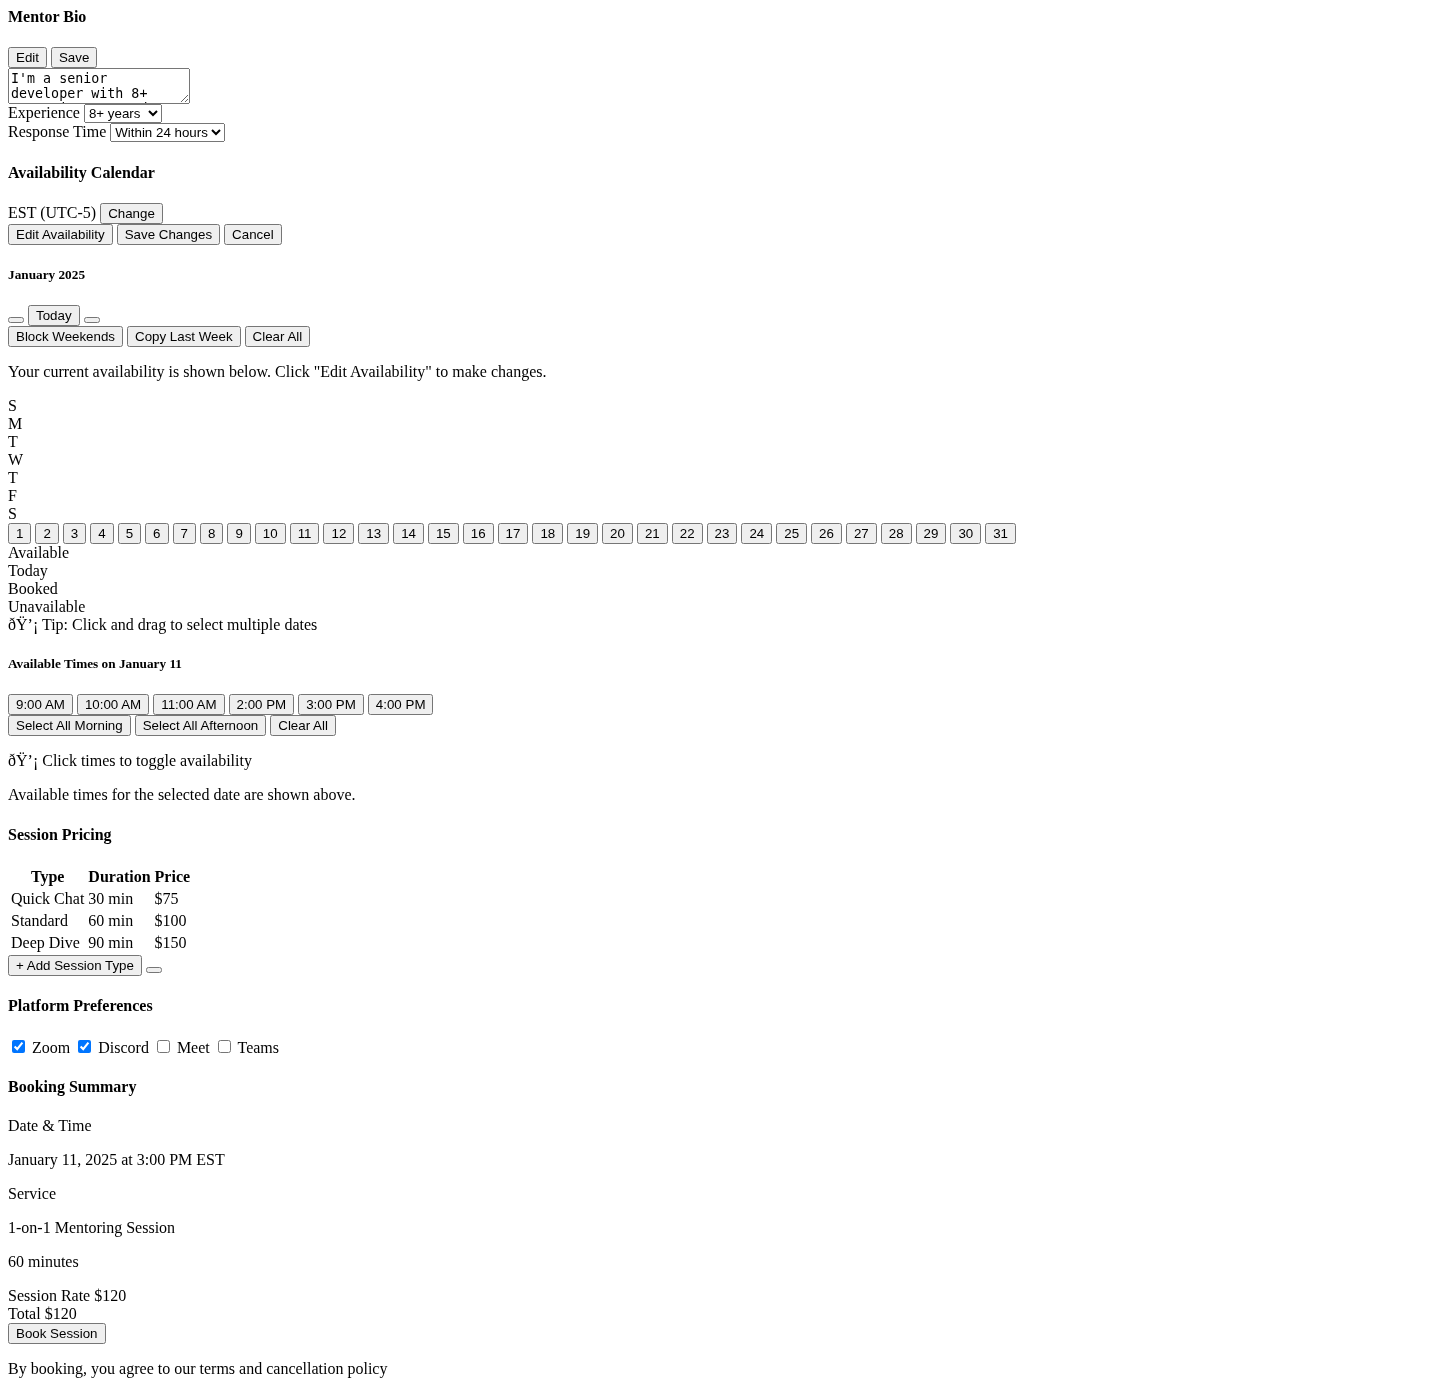 Mentor Bio
Edit Save
I'm a senior
developer with 8+
Experience 8+ years
Response Time Within 24 hours
Availability Calendar
EST (UTC-5) Change
Edit Availability Save Changes Cancel
January 2025
Today
Block Weekends Copy Last Week Clear All
Your current availability is shown below. Click "Edit Availability" to make changes.
S
M
T
W
T
F
S
1 2 3 4 5 6 7 8 9 10 11 12 13 14 15 16 17 18 19 20 21 22 23 24 25 26 27 28 29 30 31
Available
Today
Booked
Unavailable
ðŸ’¡ Tip: Click and drag to select multiple dates
Available Times on January 11
9:00 AM 10:00 AM 11:00 AM 2:00 PM 3:00 PM 4:00 PM
Select All Morning Select All Afternoon Clear All
ðŸ’¡ Click times to toggle availability
Available times for the selected date are shown above.
Session Pricing
Type Duration Price
Quick Chat 30 min $75
Standard 60 min $100
Deep Dive 90 min $150
+ Add Session Type
Platform Preferences
Zoom Discord Meet Teams
Booking Summary
Date & Time
January 11, 2025 at 3:00 PM EST
Service
1-on-1 Mentoring Session
60 minutes
Session Rate $120
Total $120
Book Session
By booking, you agree to our terms and cancellation policy